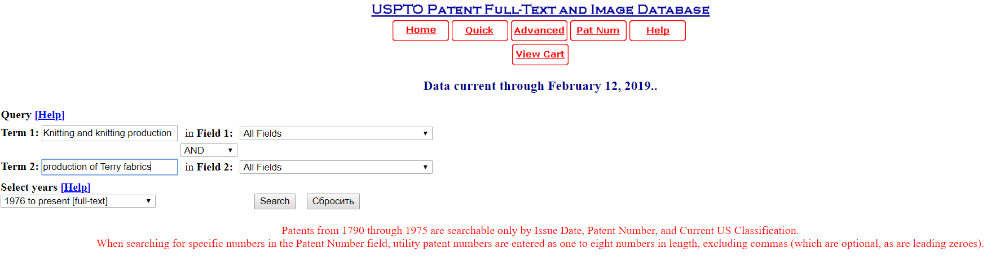 USPTO PATENT FULL-TEXT AND IMAGE DATABASE
Home Quick Advanced Pat Num Help
View Cart
Data current through February 12, 2019..
Query [Help]
Term 1: Knitting and knitting production in Field 1: All Fields
AND
Term 2: production of Terry fabrics in Field 2: All Fields
Select years [Help]
1976 to present [full-text] Search Сбросить
Patents from 1790 through 1975 are searchable only by Issue Date, Patent Number, and Current US Classification.
When searching for specific numbers in the Patent Number field, utility patent numbers are entered as one to eight numbers in length, excluding commas (which are optional, as are leading zeroes).